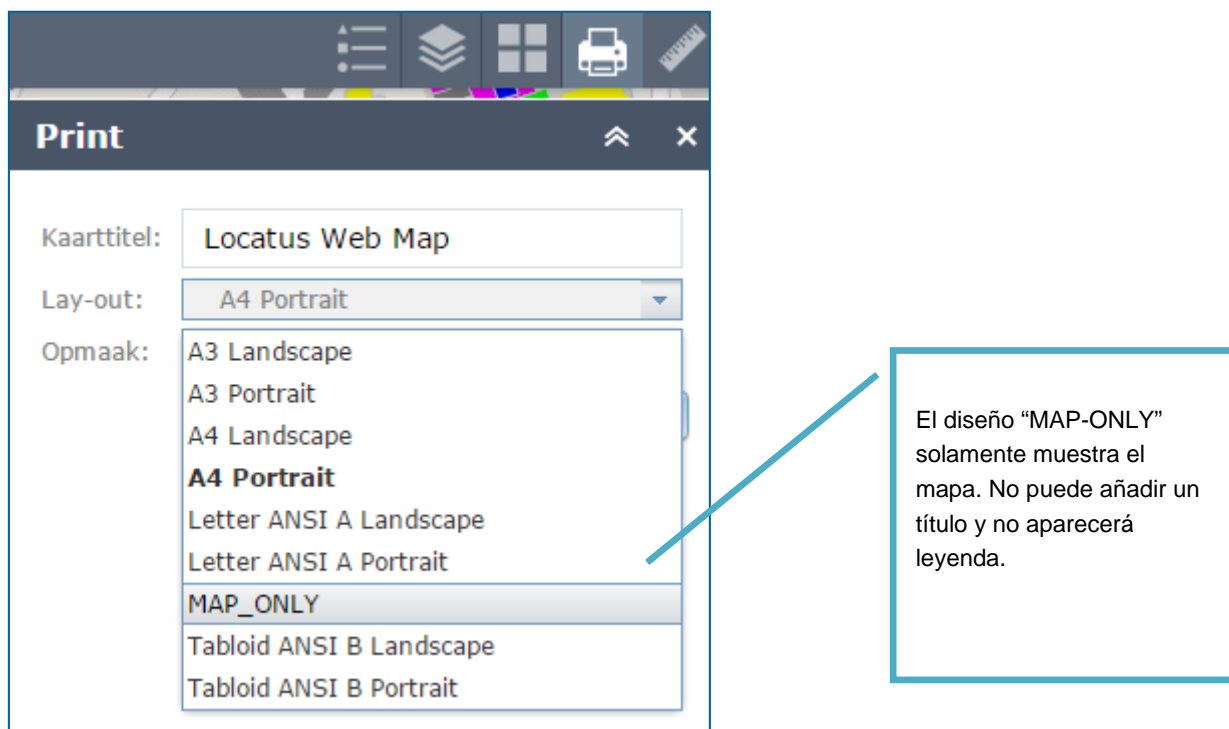 Print
Kaarttitel: Locatus Web Map
Lay-out: A4 Portrait
Opmaak: A3 Landscape
A3 Portrait
A4 Landscape
A4 Portrait
Letter ANSI A Landscape
Letter ANSI A Portrait
MAP_ONLY
Tabloid ANSI B Landscape
Tabloid ANSI B Portrait
El diseño “MAP-ONLY”
solamente muestra el
mapa. No puede añadir un
título y no aparecerá
leyenda.